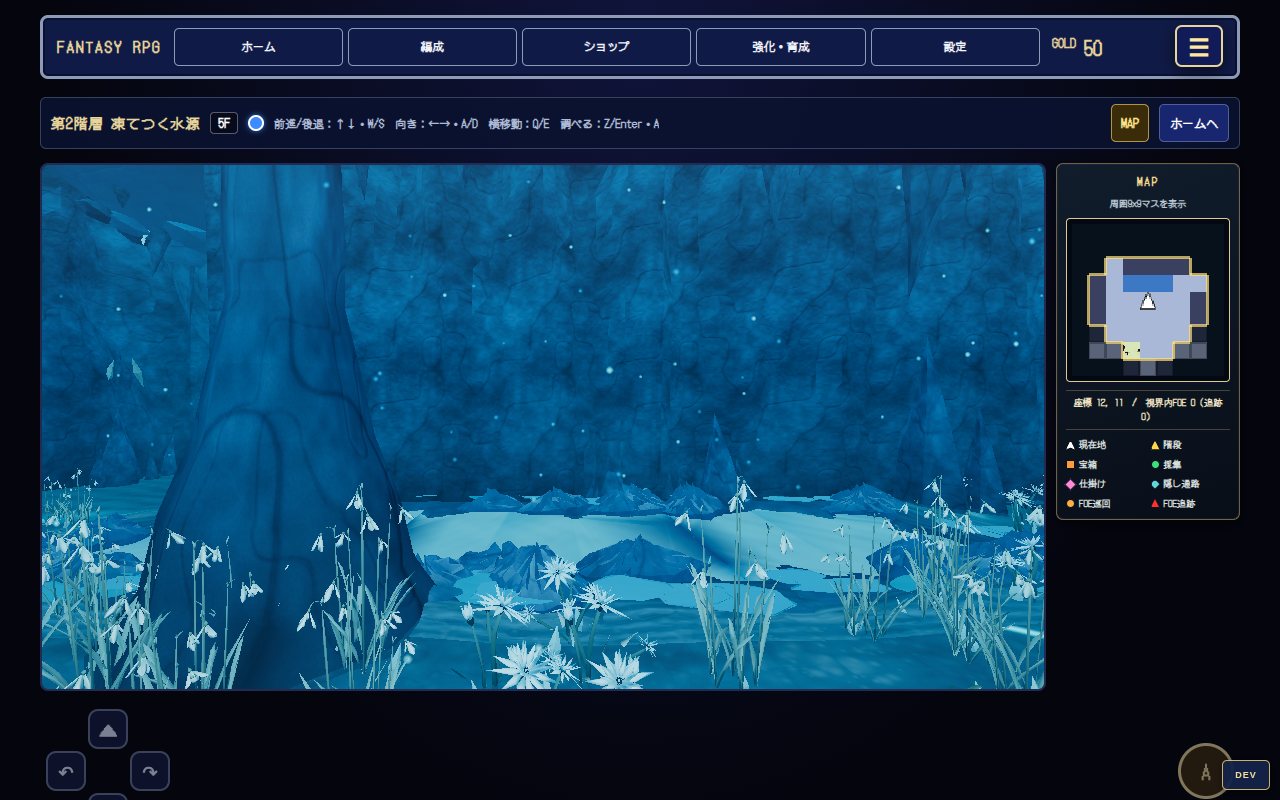 FANTASY RPG
ホーム
編成
ショップ
強化・育成
設定
GOLD 50
第2階層 凍てつく水源 5F
前進/後退：↑↓・W/S 向き：←→・A/D 横移動：Q/E 調べる：Z/Enter・A
MAP
ホームへ
MAP
周囲9x9マスを表示
座標 12, 11 / 視界内FOE 0 (追跡
0)
現在地
階段
宝箱
採集
仕掛け
隠し通路
FOE巡回
FOE追跡
A
DEV